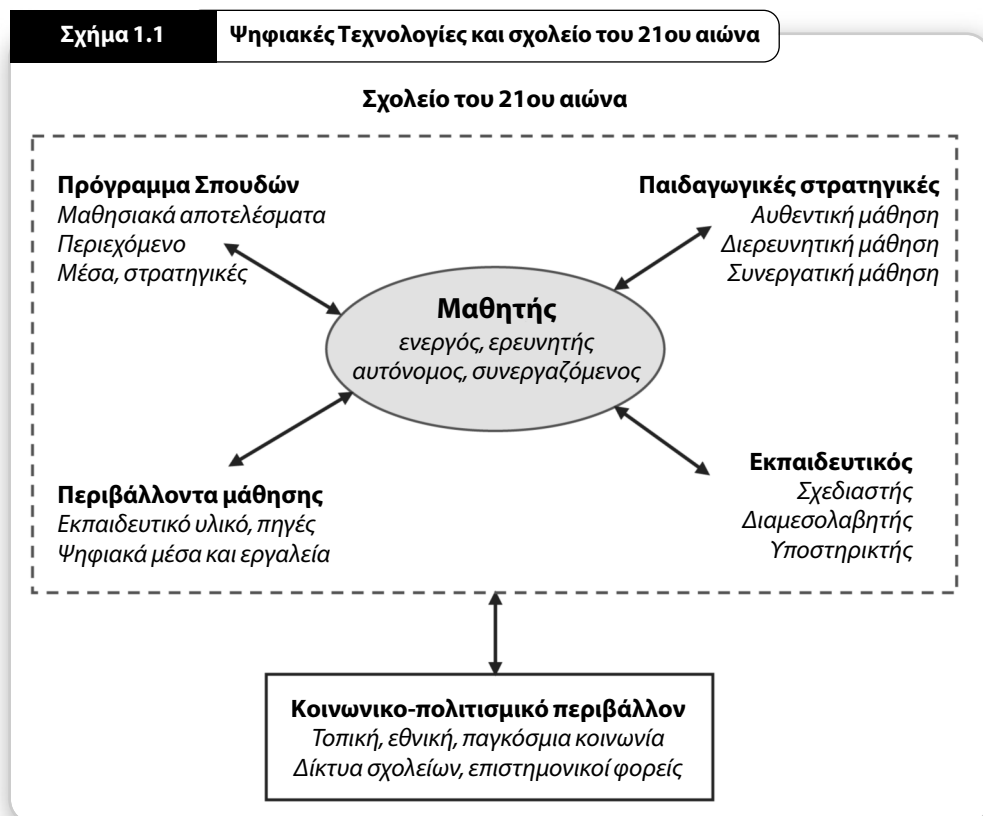 Σχήμα 1.1
Ψηφιακές Τεχνολογίες και σχολείο του 21ου αιώνα
Σχολείο του 21ου αιώνα
Πρόγραμμα Σπουδών
Μαθησιακά αποτελέσματα
Περιεχόμενο
Μέσα, στρατηγικές
Παιδαγωγικές στρατηγικές
Αυθεντική μάθηση
Διερευνητική μάθηση
Συνεργατική μάθηση
Μαθητής
ενεργός, ερευνητής
αυτόνομος, συνεργαζόμενος
Περιβάλλοντα μάθησης
Εκπαιδευτικό υλικό, πηγές
Ψηφιακά μέσα και εργαλεία
Εκπαιδευτικός
Σχεδιαστής
Διαμεσολαβητής
Υποστηρικτής
Κοινωνικο-πολιτισμικό περιβάλλον
Τοπική, εθνική, παγκόσμια κοινωνία
Δίκτυα σχολείων, επιστημονικοί φορείς